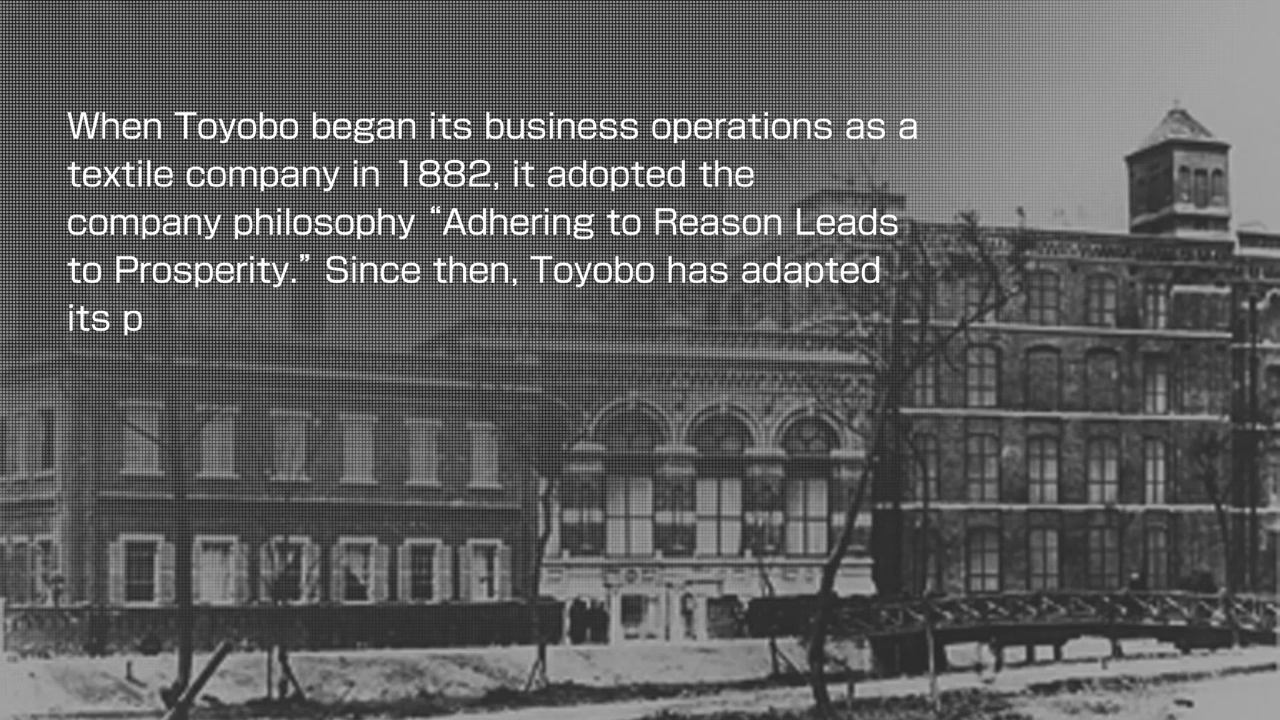 When Toyobo began its business operations as a
textile company in 1882, it adopted the
company philosophy “Adhering to Reason Leads
to Prosperity.” Since then, Toyobo has adapted
its p